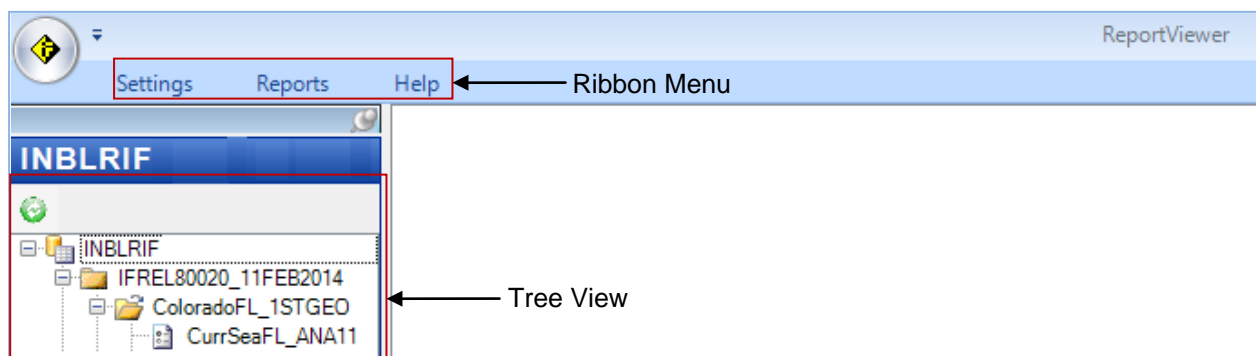 ReportViewer
Settings Reports Help Ribbon Menu
INBLRIF
INBLRIF
IFREL80020_11FEB2014
ColoradoFL_1STGEO Tree View
CurrSeaFL_ANA11